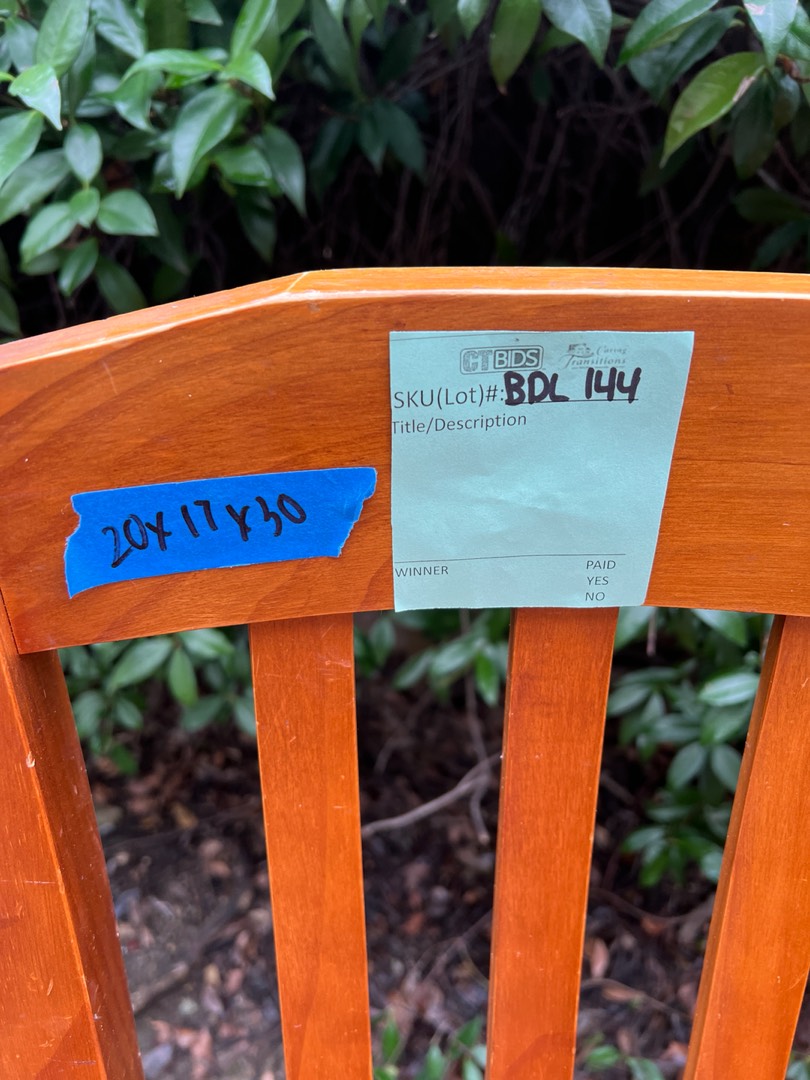 CTBIDS Caring Transitions
SKU(Lot)#: BDL 144
Title/Description
20x17x30
WINNER PAID
YES
NO